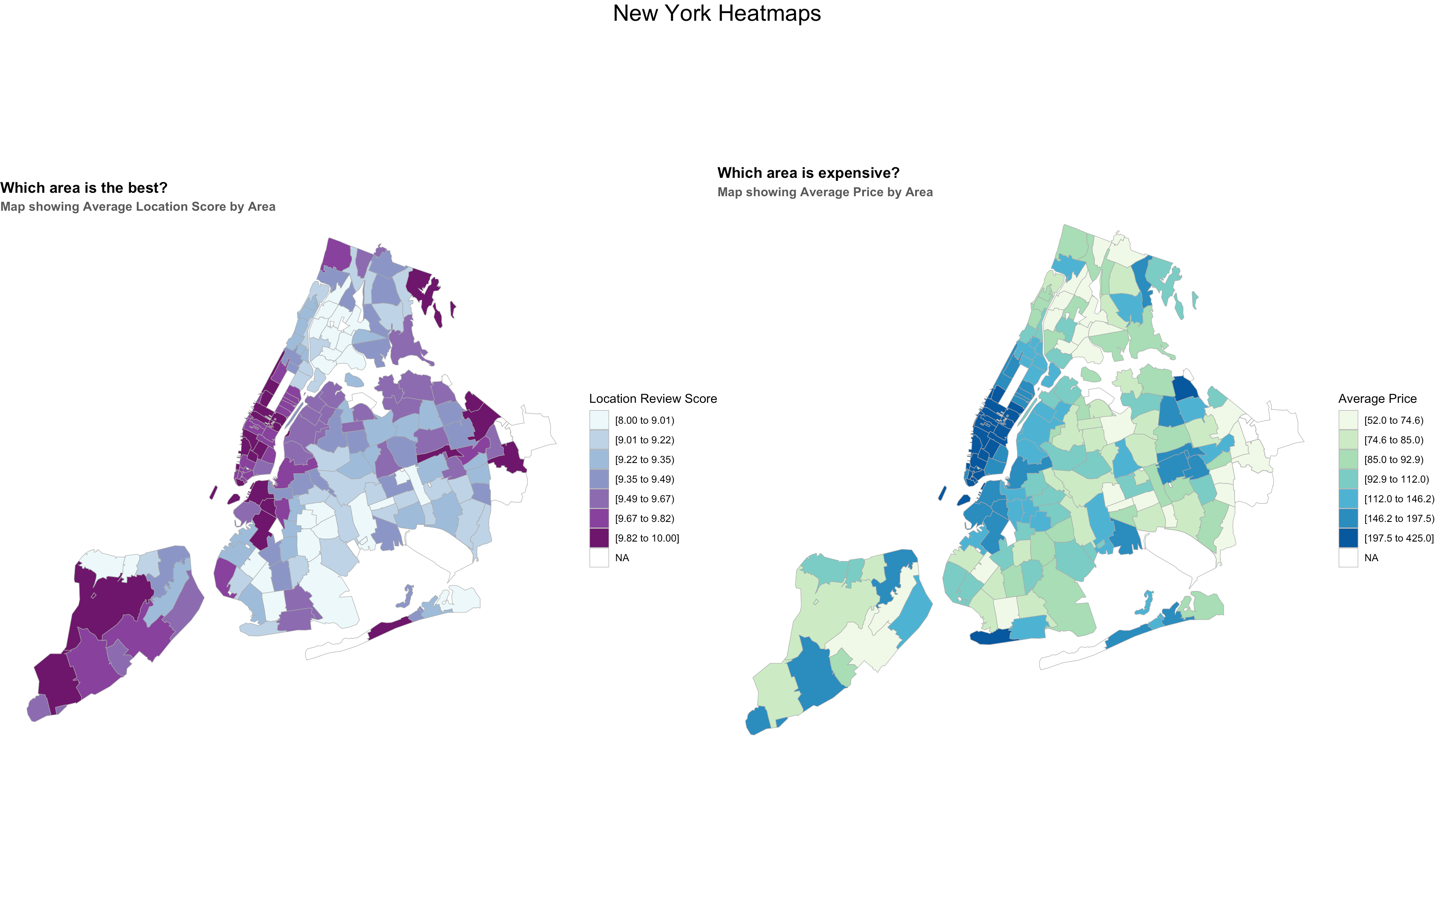 New York Heatmaps
Which area is the best?
Map showing Average Location Score by Area
Location Review Score
[8.00 to 9.01)
[9.01 to 9.22)
[9.22 to 9.35)
[9.35 to 9.49)
[9.49 to 9.67)
[9.67 to 9.82)
[9.82 to 10.00]
NA
Which area is expensive?
Map showing Average Price by Area
Average Price
[52.0 to 74.6)
[74.6 to 85.0)
[85.0 to 92.9)
[92.9 to 112.0)
[112.0 to 146.2)
[146.2 to 197.5)
[197.5 to 425.0]
NA